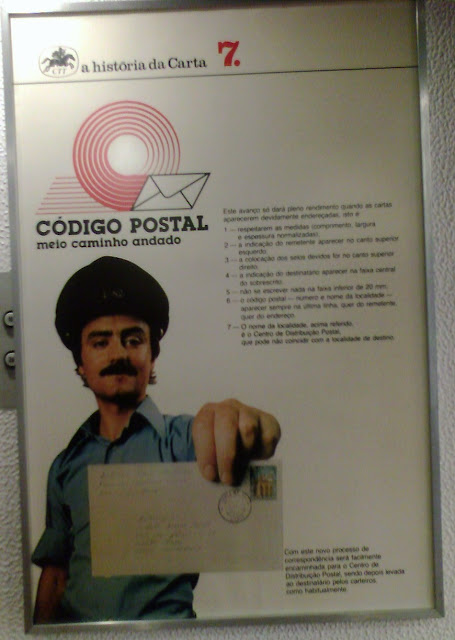 CTT
a história da Carta 7.
CÓDIGO POSTAL
meio caminho andado
Este avanço só dará pleno rendimento quando as cartas
aparecerem devidamente endereçadas, isto é:
1 — respeitarem as medidas comprimento, largura
e espessura normalizadas;
2 — a indicação do remetente aparecer no canto superior
esquerdo;
3 — a colocação dos selos devidos for no canto superior
direito;
4 — a indicação do destinatário aparecer na faixa central
do sobrescrito;
5 — não se escrever nada na faixa inferior de 20 mm;
6 — o código postal — número e nome da localidade —
aparecer sempre na última linha, quer do remetente,
quer do endereço.
7 — O nome da localidade, acima referido,
é o Centro de Distribuição Postal,
que pode não coincidir com a localidade de destino.
Com este novo processo de
correspondência será facilmente
encaminhada para o Centro de
Distribuição Postal, sendo depois levada
ao destinatário pelos carteiros,
como habitualmente.